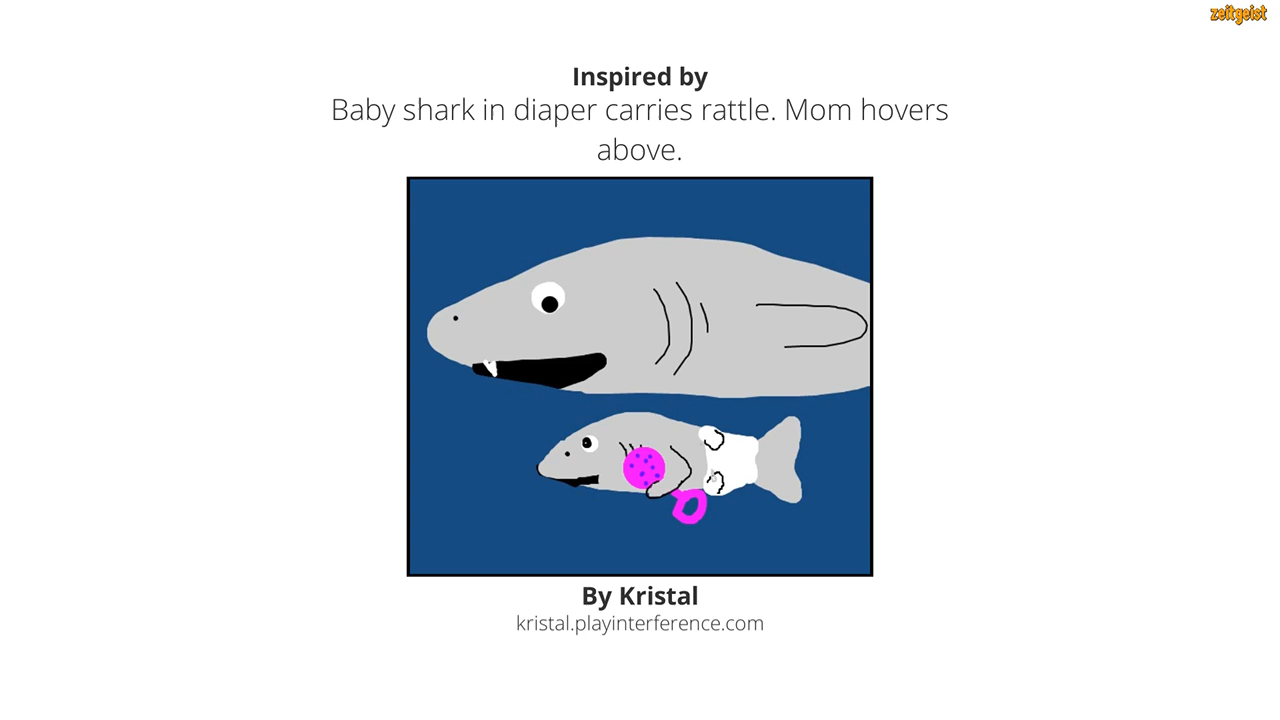 zeitgeist
Inspired by
Baby shark in diaper carries rattle. Mom hovers
above.
By Kristal
kristal.playinterference.com